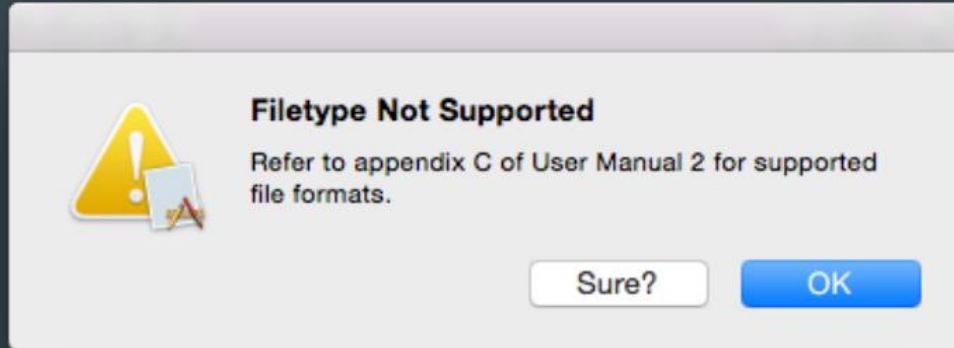 Filetype Not Supported
Refer to appendix C of User Manual 2 for supported
file formats.
Sure?
OK